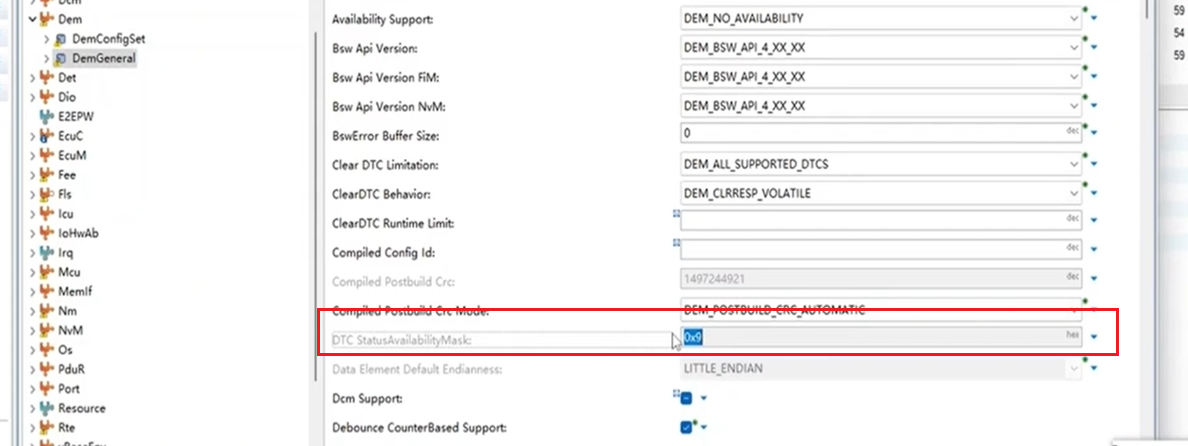 Dem
DemConfigSet
DemGeneral
Det
Dio
E2EPW
EcuC
EcuM
Fee
Fls
Icu
IoHwAb
Irq
Mcu
MemIf
Nm
NvM
Os
PduR
Port
Resource
Rte
Availability Support: DEM_NO_AVAILABILITY
Bsw Api Version: DEM_BSW_API_4_XX_XX
Bsw Api Version FiM: DEM_BSW_API_4_XX_XX
Bsw Api Version NvM: DEM_BSW_API_4_XX_XX
BswError Buffer Size: 0 dec
Clear DTC Limitation: DEM_ALL_SUPPORTED_DTCS
ClearDTC Behavior: DEM_CLRRESP_VOLATILE
ClearDTC Runtime Limit: dec
Compiled Config Id: dec
Compiled Postbuild Crc: 1497244921 dec
Compiled Postbuild Crc Mode: DEM_POSTBUILD_CRC_AUTOMATIC
DTC StatusAvailabilityMask: 0x9 hex
Data Element Default Endianness: LITTLE_ENDIAN
Dcm Support:
Debounce CounterBased Support:
59
54
59